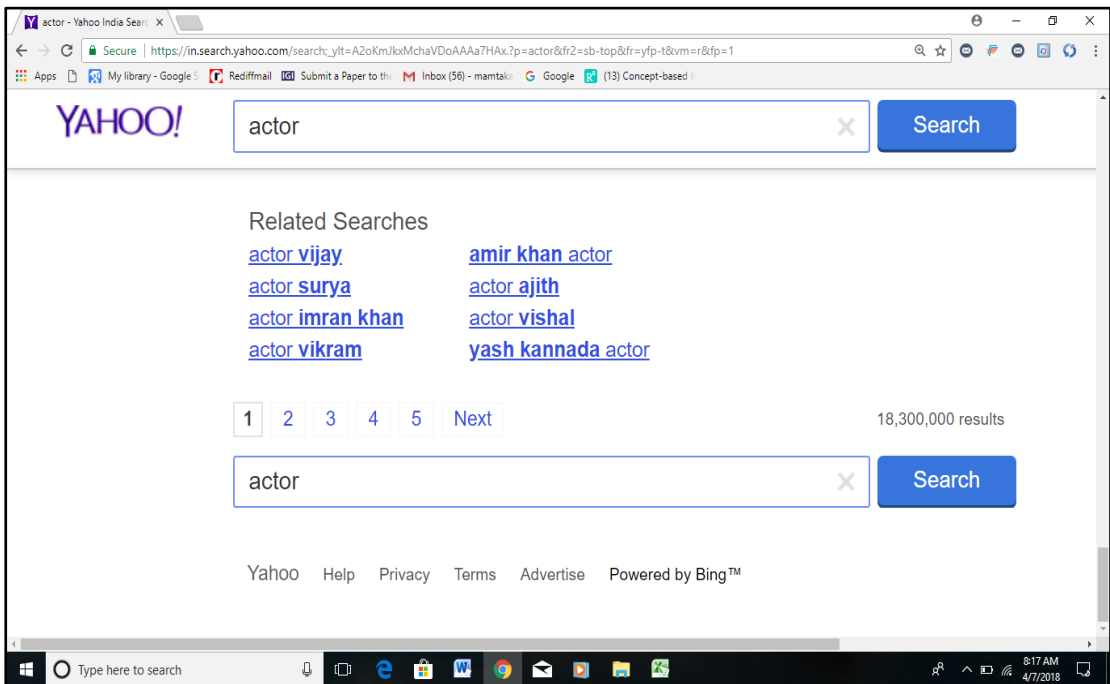 actor - Yahoo India Searc
Secure | https://in.search.yahoo.com/search;_ylt=A2oKmJkxMchaVDoAAAa7HAx.?p=actor&fr2=sb-top&fr=yfp-t&vm=r&fp=1
Apps My library - Google S Rediffmail IGI Submit a Paper to the Inbox (56) - mamtaka Google (13) Concept-based I
YAHOO! actor Search
Related Searches
actor vijay amir khan actor
actor surya actor ajith
actor imran khan actor vishal
actor vikram yash kannada actor
1 2 3 4 5 Next 18,300,000 results
actor Search
Yahoo Help Privacy Terms Advertise Powered by Bing™
Type here to search 8:17 AM
4/7/2018